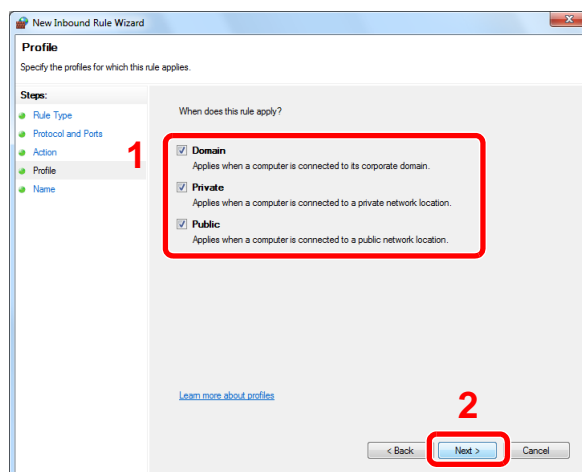 New Inbound Rule Wizard
x
Profile
Specify the profiles for which this rule applies.
Steps:
Rule Type
Protocol and Ports
Action
Profile
Name
When does this rule apply?
1
Domain
Applies when a computer is connected to its corporate domain.
Private
Applies when a computer is connected to a private network location.
Public
Applies when a computer is connected to a public network location.
Learn more about profiles
2
< Back
Next >
Cancel